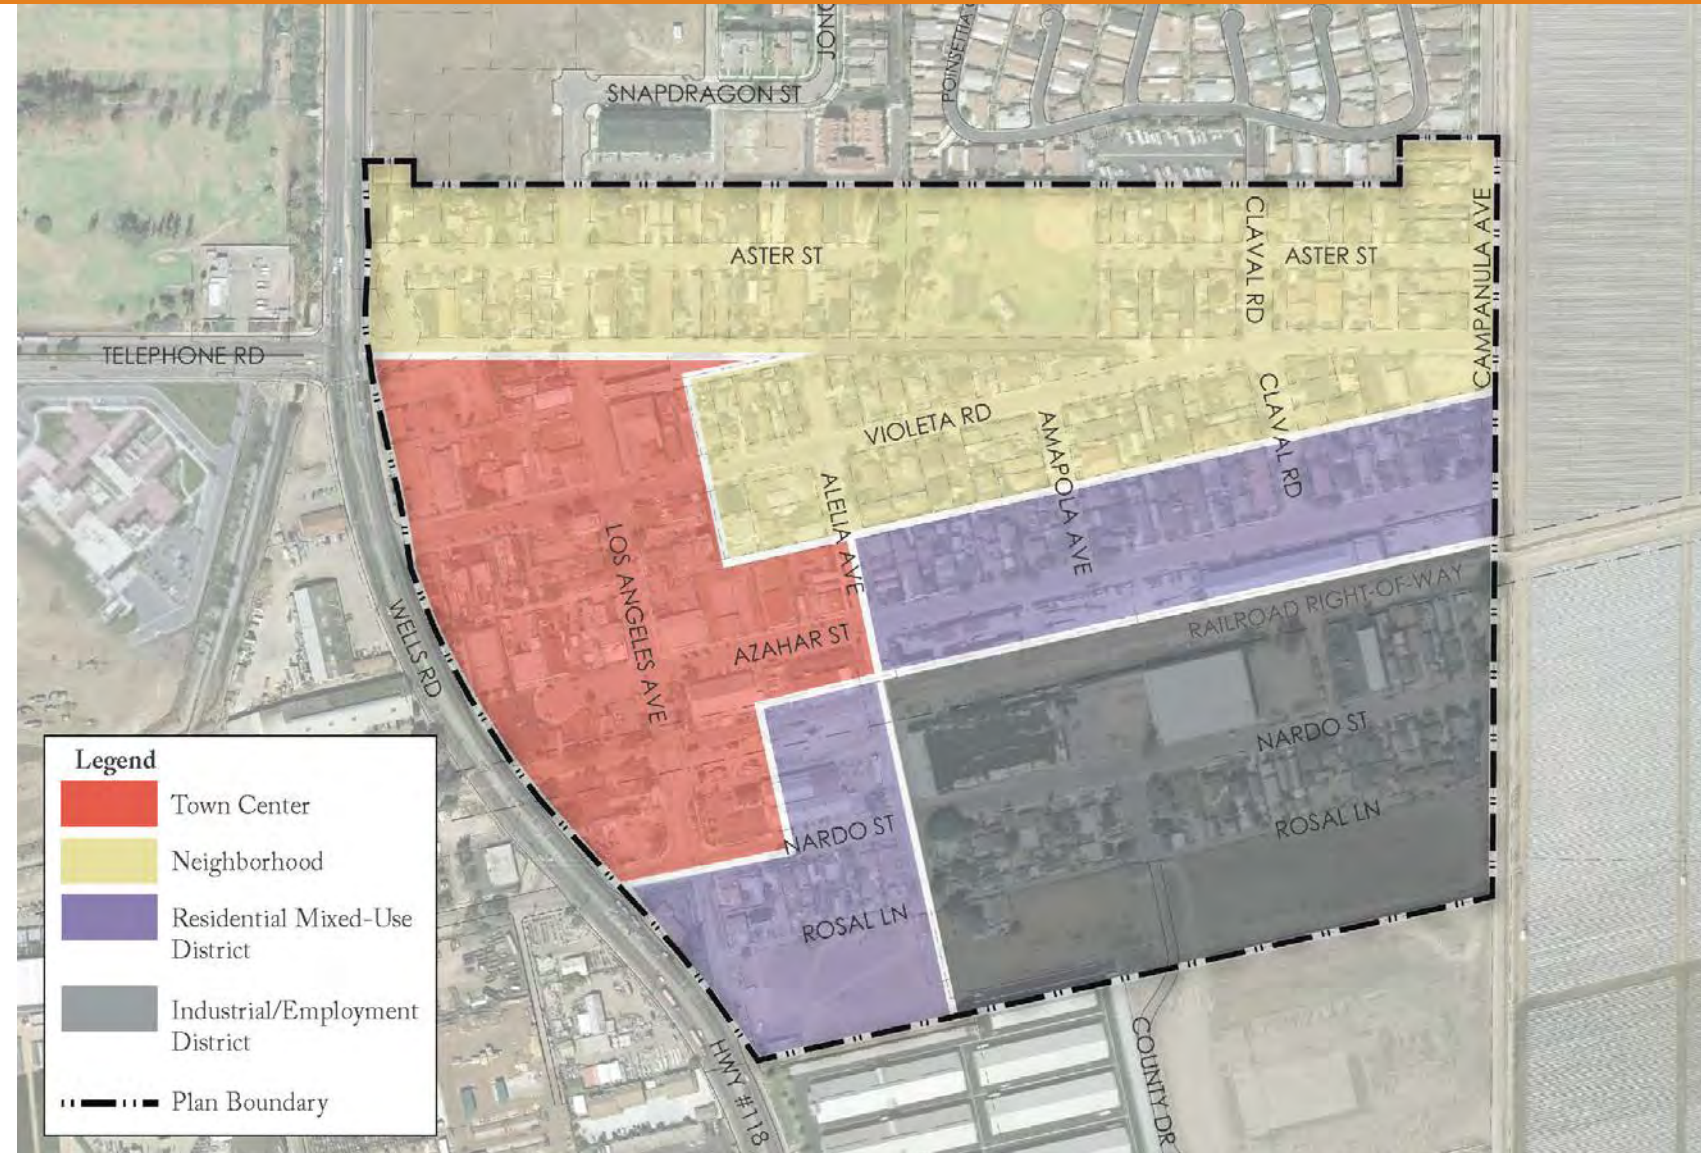 JONQ
POINSETTIA
SNAPDRAGON ST
ASTER ST
CLAVAL RD
ASTER ST
CAMPANULA AVE
TELEPHONE RD
VIOLETA RD
AMAPOLA AVE
CLAVAL RD
ALELIA AVE
LOS ANGELES AVE
AZAHAR ST
RAILROAD RIGHT-OF-WAY
WELLS RD
NARDO ST
ROSAL LN
NARDO ST
ROSAL LN
HWY #118
COUNTY DR
Legend
Town Center
Neighborhood
Residential Mixed-Use
District
Industrial/Employment
District
Plan Boundary